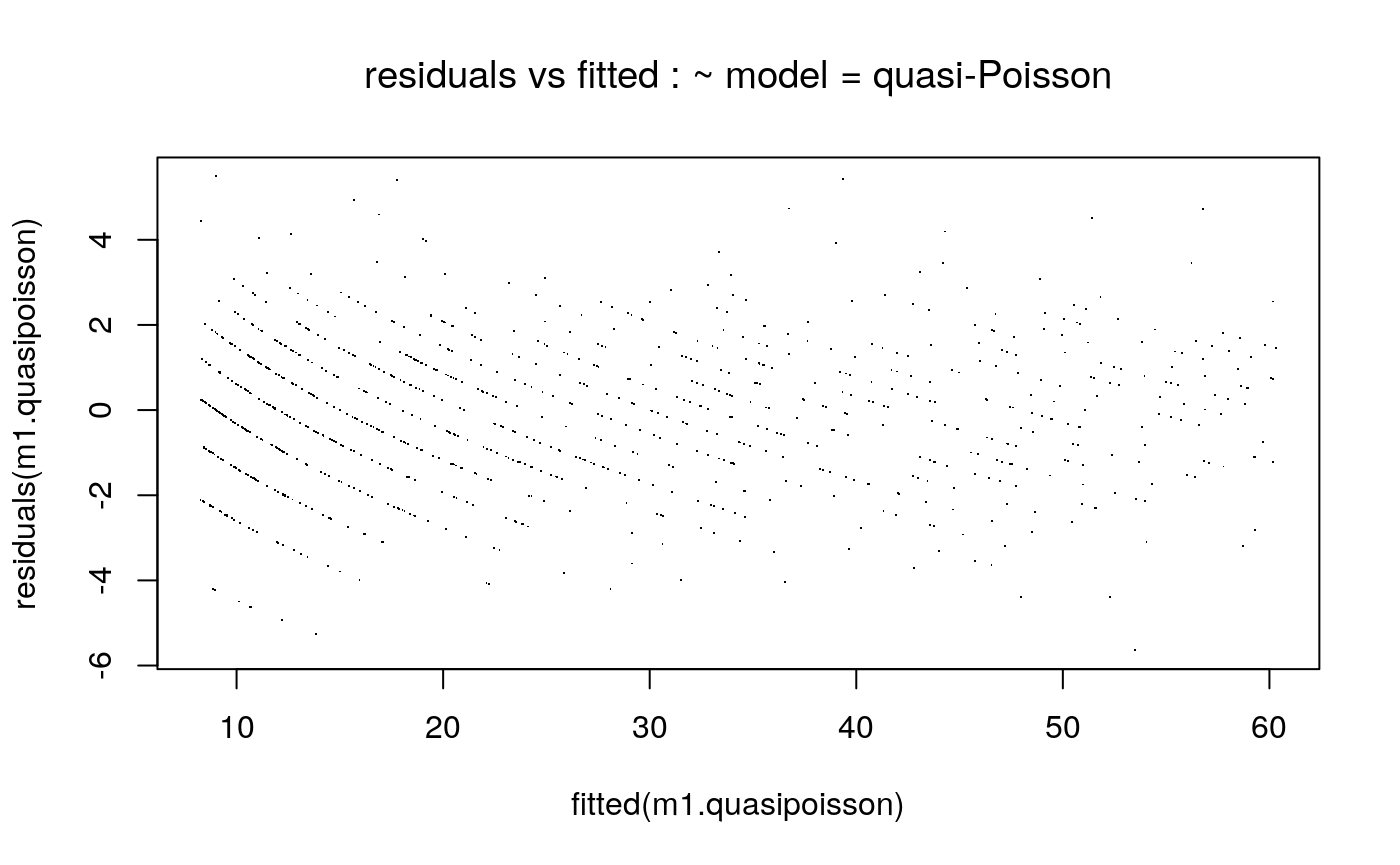 residuals vs fitted : ~ model = quasi-Poisson
residuals(m1.quasipoisson)
4
2
0
-2
-4
-6
10 20 30 40 50 60
fitted(m1.quasipoisson)